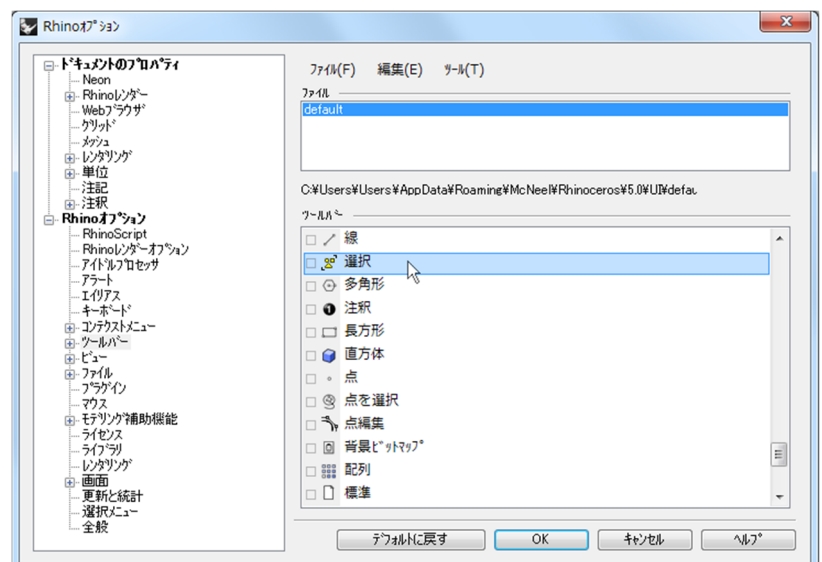 Rhinoｵﾌﾟｼｮﾝ
ﾄﾞｷｭﾒﾝﾄのﾌﾟﾛﾊﾟﾃｨ
Neon
Rhinoﾚﾝﾀﾞｰ
Webﾌﾞﾗｳｻﾞ
ｸﾞﾘｯﾄﾞ
ﾒｯｼｭ
ﾚﾝﾀﾞﾘﾝｸﾞ
単位
注記
注釈
Rhinoｵﾌﾟｼｮﾝ
RhinoScript
Rhinoﾚﾝﾀﾞｰｵﾌﾟｼｮﾝ
ｱｲﾄﾞﾙﾌﾟﾛｾｯｻ
ｱﾗｰﾄ
ｴｲﾘｱｽ
ｷｰﾎﾞｰﾄﾞ
ｺﾝﾃｸｽﾄﾒﾆｭｰ
ﾂｰﾙﾊﾞｰ
ﾋﾞｭｰ
ﾌｧｲﾙ
ﾌﾟﾗｸﾞｲﾝ
ﾏｳｽ
ﾓﾃﾞﾘﾝｸﾞ補助機能
ﾗｲｾﾝｽ
ﾗｲﾌﾞﾗﾘ
ﾚﾝﾀﾞﾘﾝｸﾞ
画面
更新と統計
選択ﾒﾆｭｰ
全般
ﾌｧｲﾙ(F) 編集(E) ﾂｰﾙ(T)
ﾌｧｲﾙ
default
C:¥Users¥Users¥AppData¥Roaming¥McNeel¥Rhinoceros¥5.0¥UI¥defau
ﾂｰﾙﾊﾞｰ
線
選択
多角形
注釈
長方形
直方体
点
点を選択
点編集
背景ﾋﾞｯﾄﾏｯﾌﾟ
配列
標準
ﾃﾞﾌｫﾙﾄに戻す OK ｷｬﾝｾﾙ ﾍﾙﾌﾟ